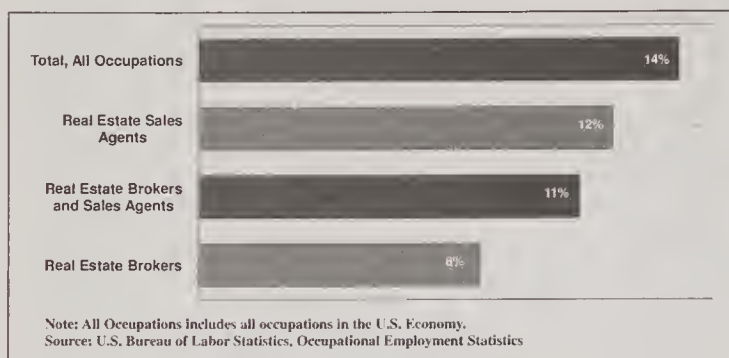 Total, All Occupations
14%
Real Estate Sales
Agents
12%
Real Estate Brokers
and Sales Agents
11%
Real Estate Brokers
8%
Note: All Occupations includes all occupations in the U.S. Economy.
Source: U.S. Bureau of Labor Statistics, Occupational Employment Statistics